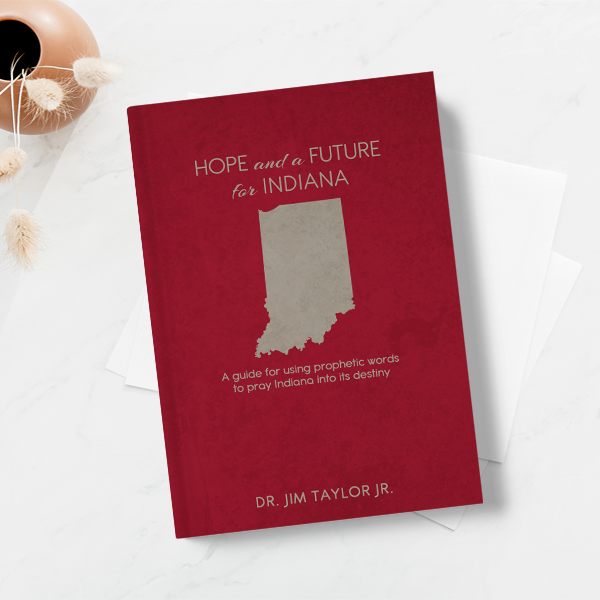 HOPE and a FUTURE
for INDIANA
A guide for using prophetic words
to pray Indiana into its destiny
DR. JIM TAYLOR JR.